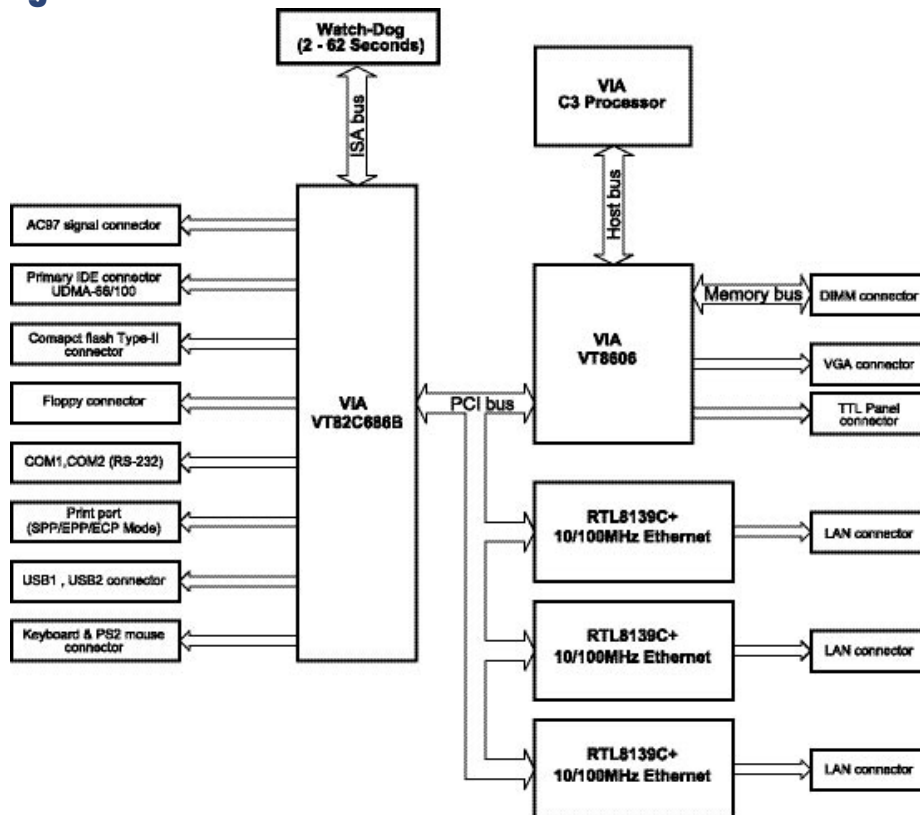 Watch-Dog
(2 - 62 Seconds)
ISA bus
VIA
C3 Processor
Host bus
AC97 signal connector
Primary IDE connector
UDMA-66/100
Comapct flash Type-II
connector
Floppy connector
COM1,COM2 (RS-232)
Print port
(SPP/EPP/ECP Mode)
USB1 , USB2 connector
Keyboard & PS2 mouse
connector
VIA
VT82C686B
PCI bus
VIA
VT8606
Memory bus
DIMM connector
VGA connector
TTL Panel
connector
RTL8139C+
10/100MHz Ethernet
LAN connector
RTL8139C+
10/100MHz Ethernet
LAN connector
RTL8139C+
10/100MHz Ethernet
LAN connector